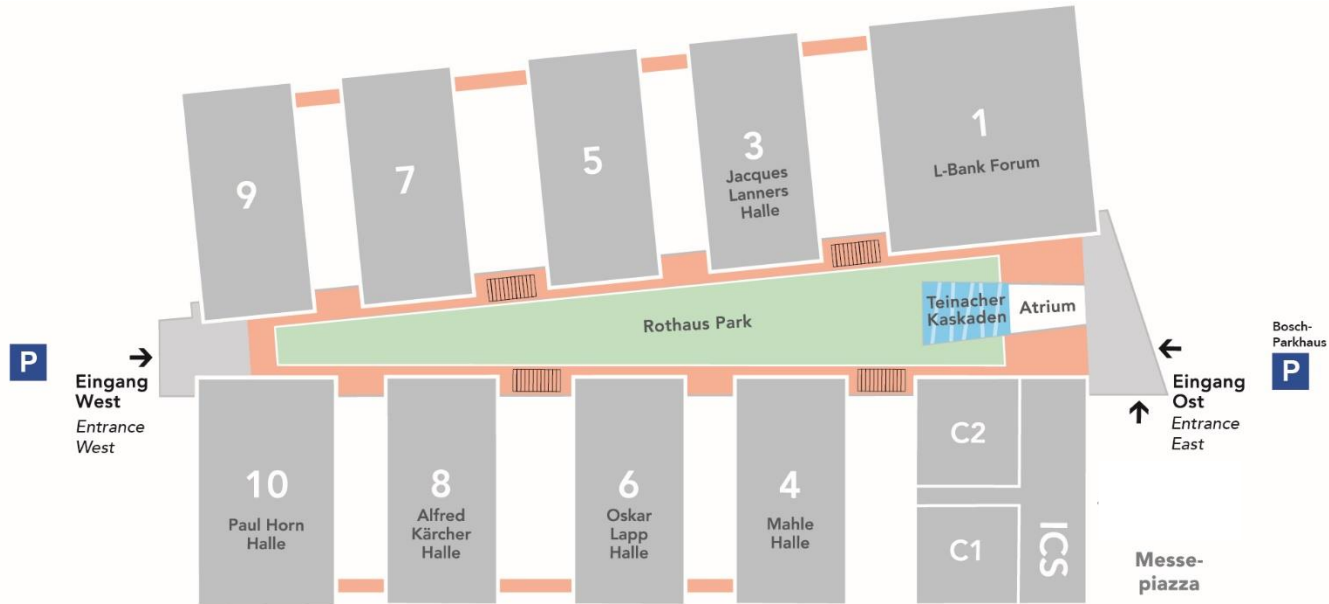 1
L-Bank Forum
3
Jacques
Lanners
Halle
5
7
9
Rothaus Park
Teinacher
Kaskaden
Atrium
P
Eingang
West
Entrance
West
Bosch-
Parkhaus
P
Eingang
Ost
Entrance
East
10
Paul Horn
Halle
8
Alfred
Kärcher
Halle
6
Oskar
Lapp
Halle
4
Mahle
Halle
C2
C1
ICS
Messe-
piazza